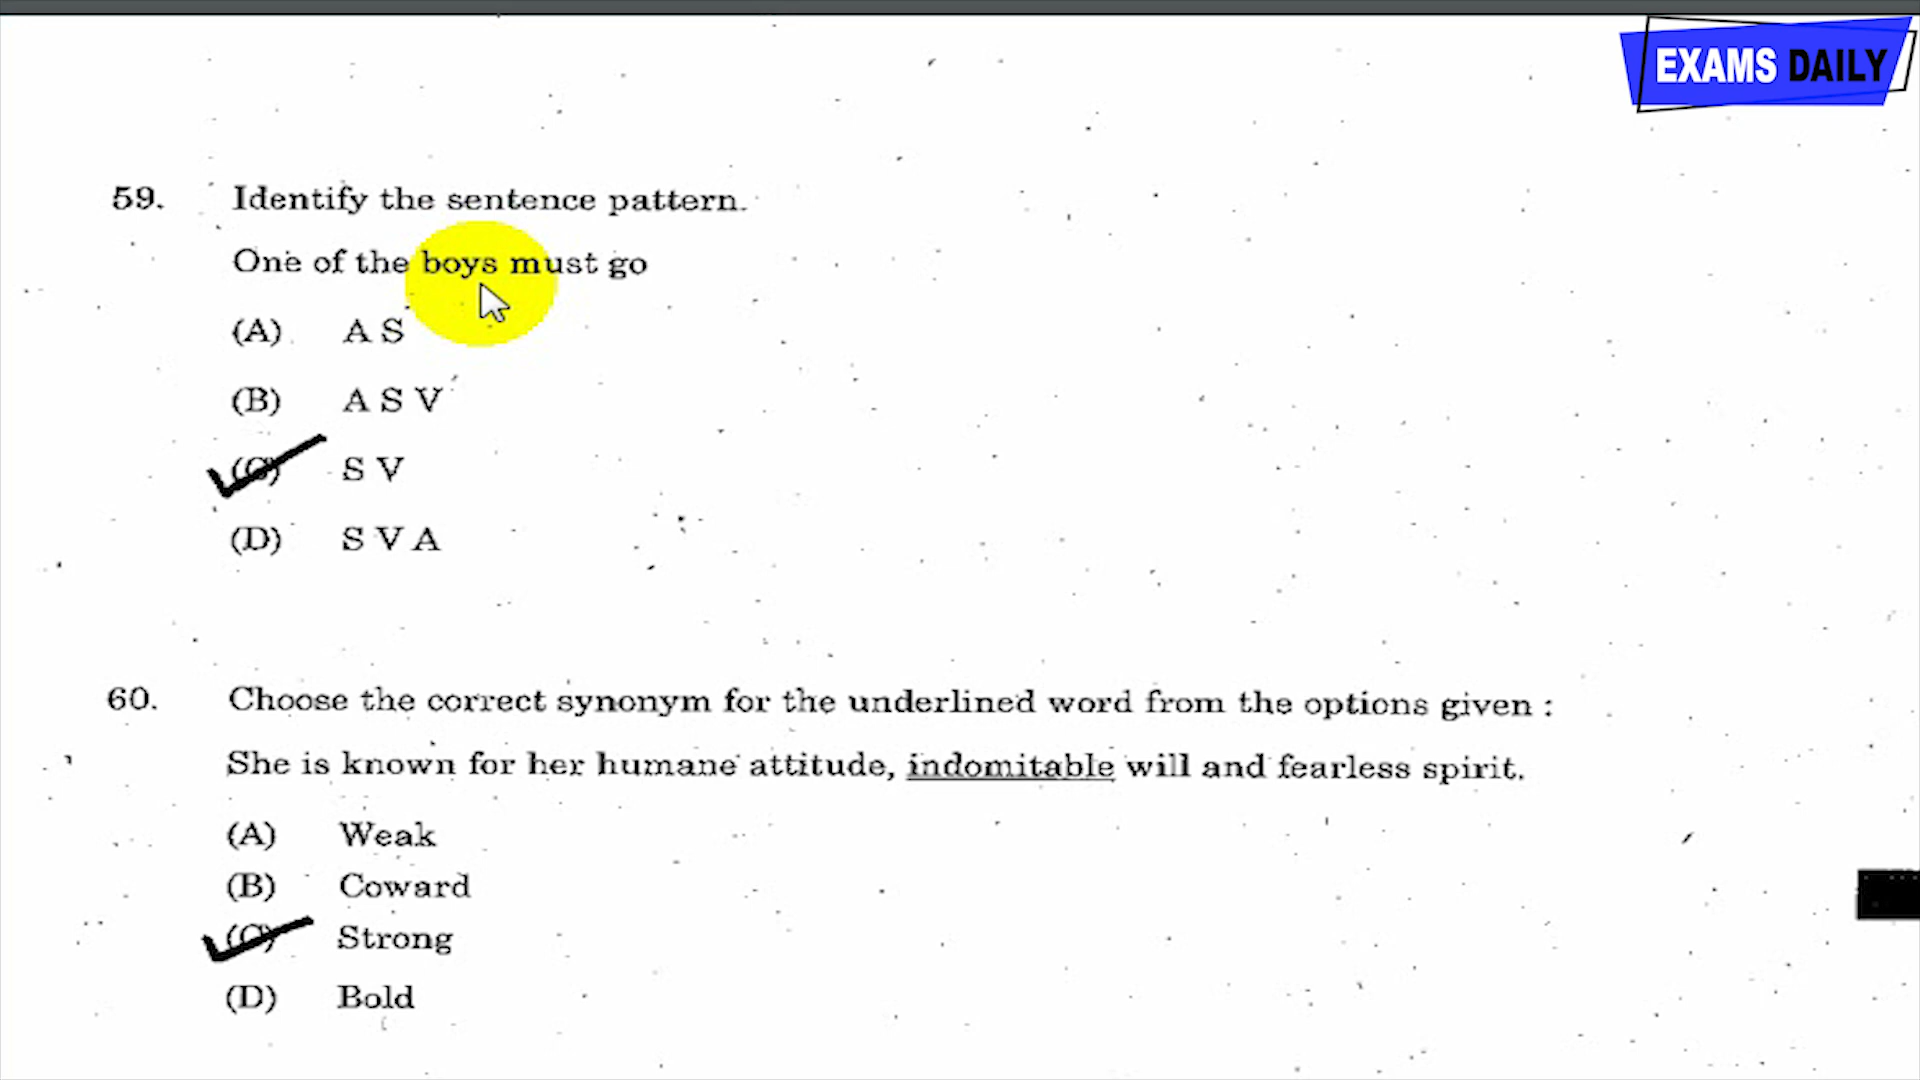 EXAMS DAILY
59. Identify the sentence pattern.
One of the boys must go
(A) A S
(B) A S V
(C) S V
(D) S V A
60. Choose the correct synonym for the underlined word from the options given :
She is known for her humane attitude, indomitable will and fearless spirit.
(A) Weak
(B) Coward
(C) Strong
(D) Bold